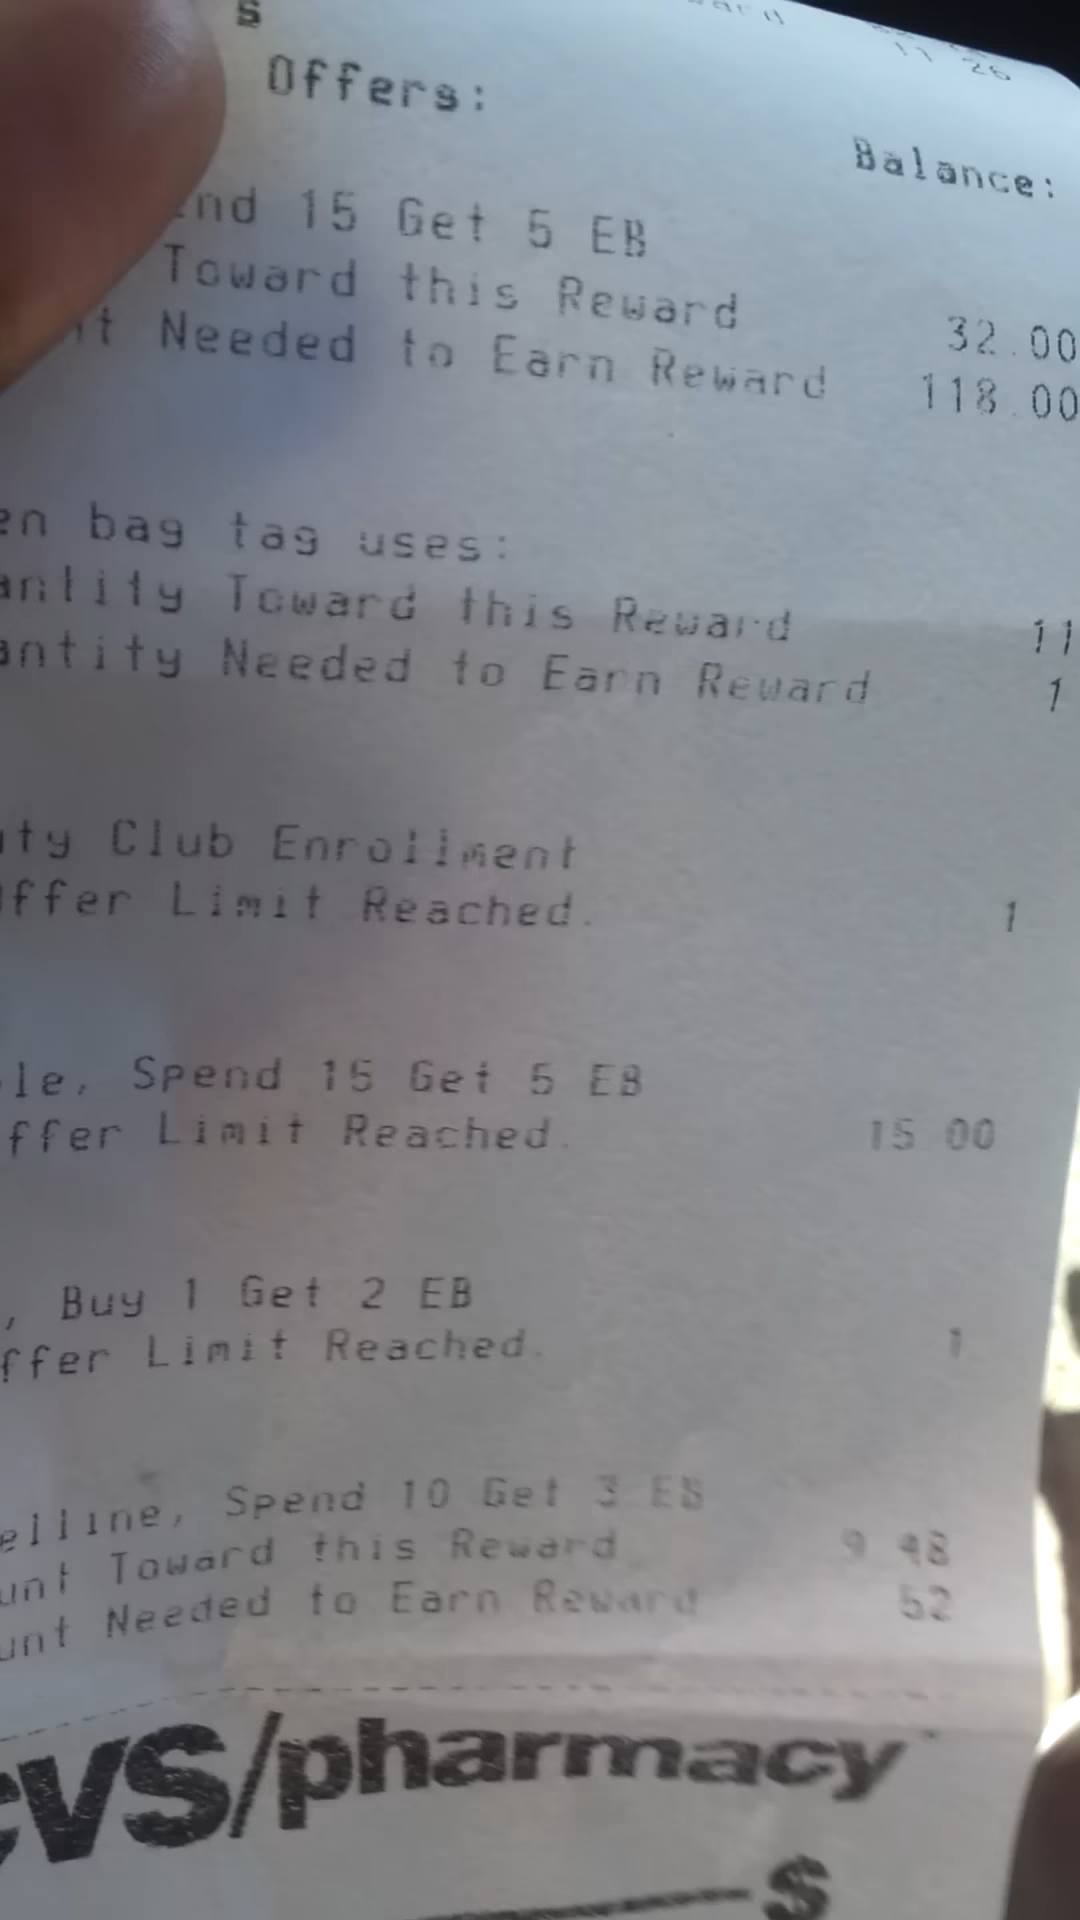 s
Offers:
Balance:
nd 15 Get 5 EB
Toward this Reward 32.00
t Needed to Earn Reward 118.00
en bag tag uses:
antity Toward this Reward 11
antity Needed to Earn Reward 1
ty Club Enrollment
ffer Limit Reached. 1
le, Spend 15 Get 5 EB
ffer Limit Reached. 15.00
, Buy 1 Get 2 EB
ffer Limit Reached. 1
elline, Spend 10 Get 3 EB
unt Toward this Reward 9.48
unt Needed to Earn Reward .52
CVS/pharmacy
$